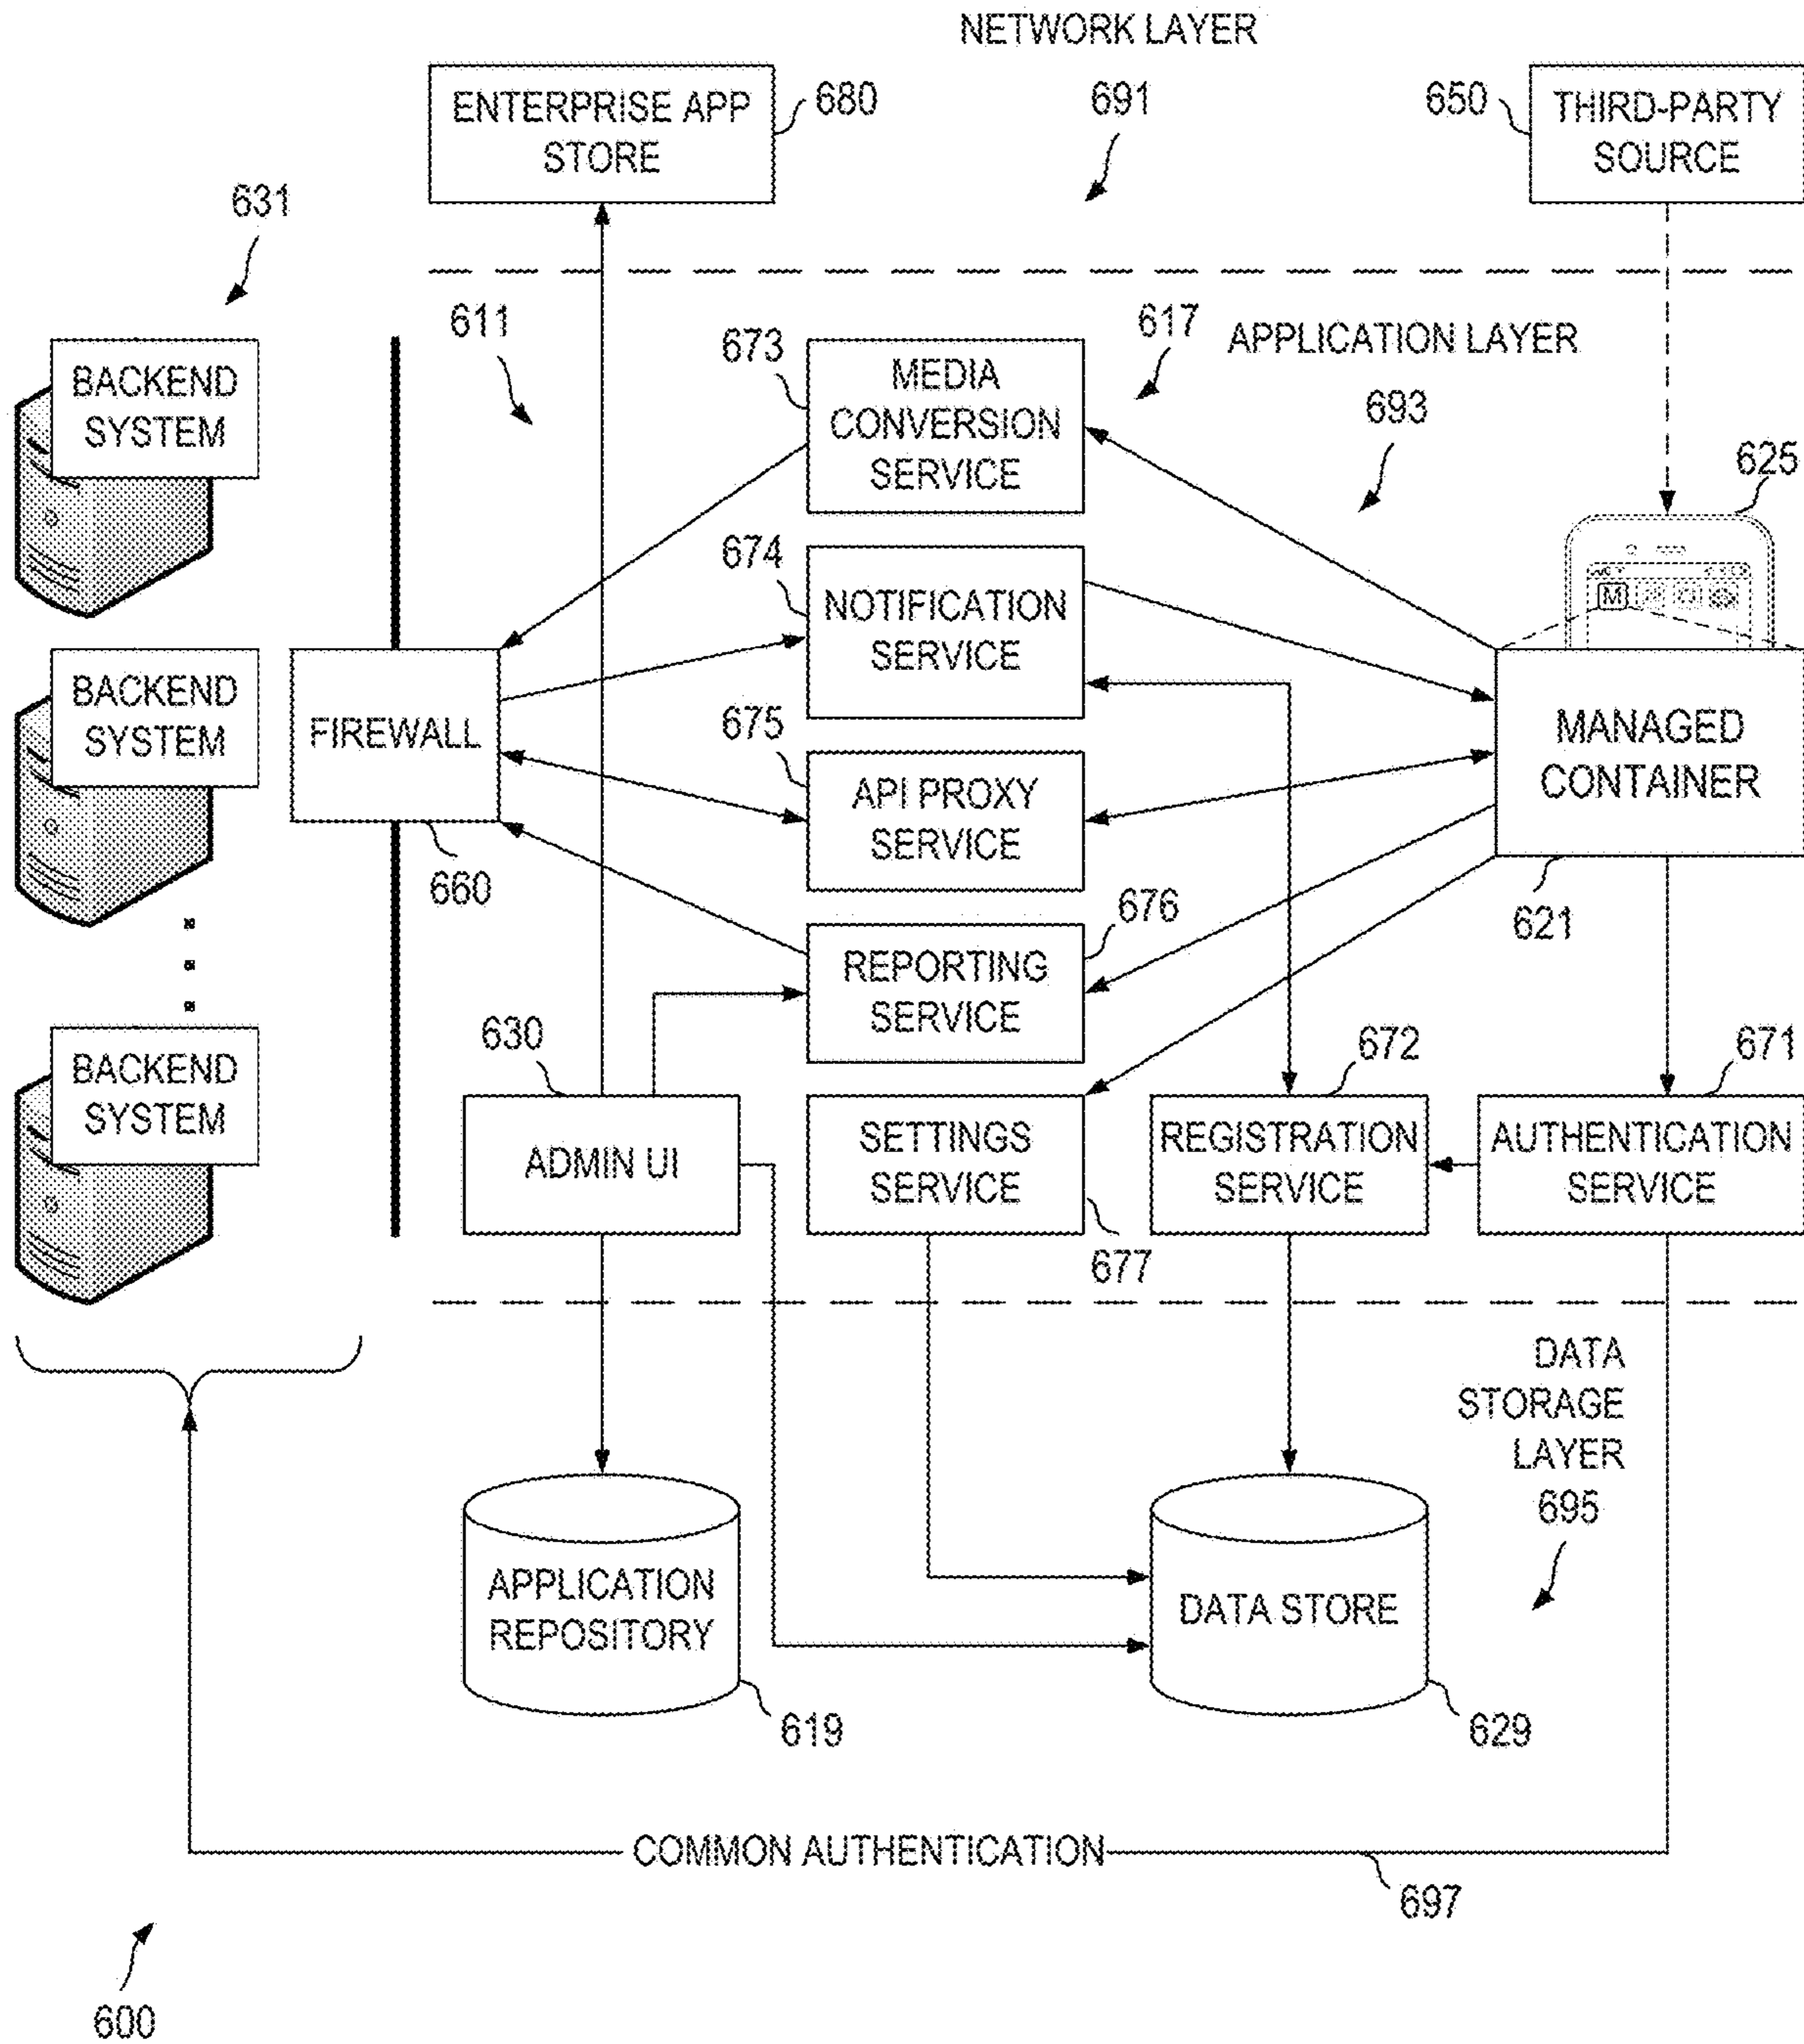 NETWORK LAYER
691
ENTERPRISE APP
STORE
680
650
THIRD-PARTY
SOURCE
631
611
617
APPLICATION LAYER
693
BACKEND
SYSTEM
673
MEDIA
CONVERSION
SERVICE
625
M
674
NOTIFICATION
SERVICE
BACKEND
SYSTEM
FIREWALL
660
675
API PROXY
SERVICE
MANAGED
CONTAINER
621
676
REPORTING
SERVICE
BACKEND
SYSTEM
630
ADMIN UI
SETTINGS
SERVICE
677
672
REGISTRATION
SERVICE
671
AUTHENTICATION
SERVICE
DATA
STORAGE
LAYER
695
APPLICATION
REPOSITORY
619
DATA STORE
629
COMMON AUTHENTICATION
697
600